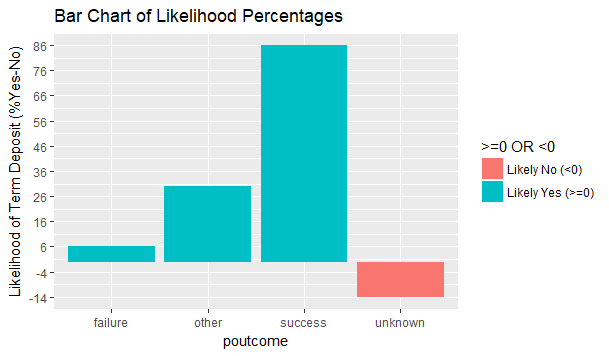 Bar Chart of Likelihood Percentages
Likelihood of Term Deposit (%Yes-No)
86
76
66
56
46
36
26
16
6
-4
-14
failure other success unknown
poutcome
>=0 OR <0
Likely No (<0)
Likely Yes (>=0)